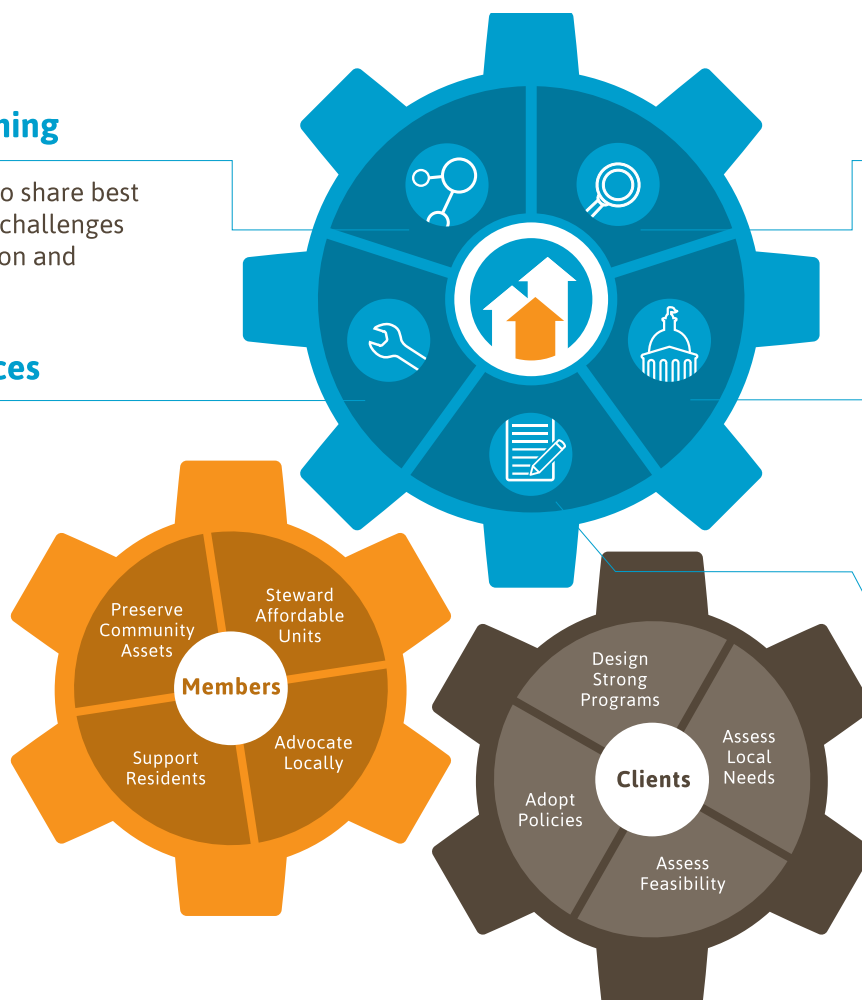 ning
o share best
challenges
on and
ces
Preserve
Community
Assets
Steward
Affordable
Units
Members
Support
Residents
Advocate
Locally
Design
Strong
Programs
Assess
Local
Needs
Clients
Adopt
Policies
Assess
Feasibility